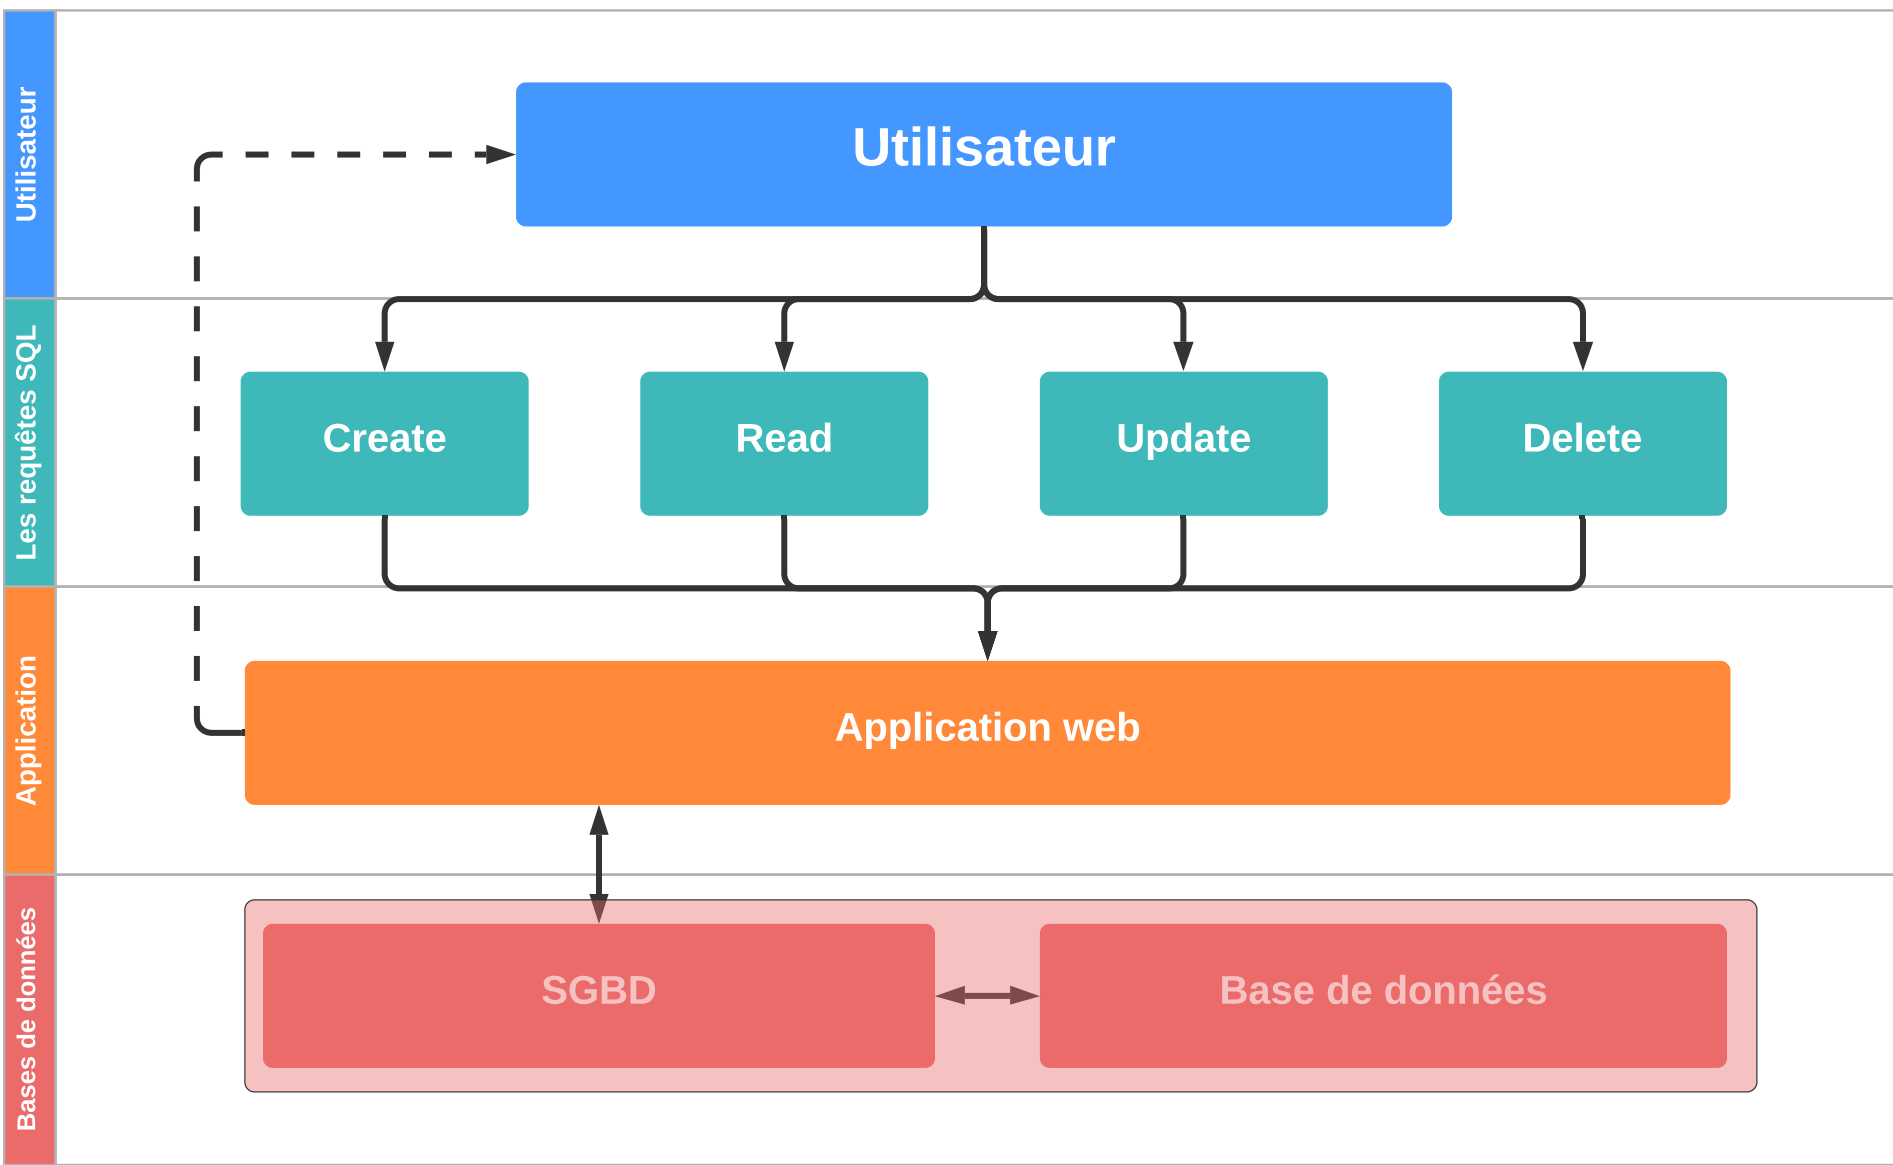 Utilisateur
Utilisateur
Les requêtes SQL
Create
Read
Update
Delete
Application
Application web
Bases de données
SGBD
Base de données